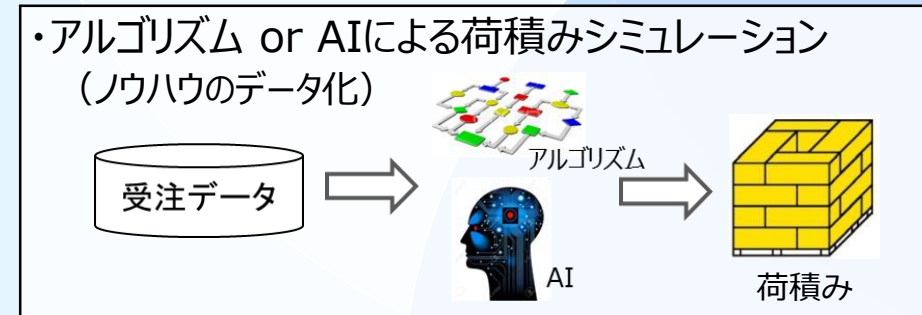 ・アルゴリズム or AIによる荷積みシミュレーション
（ノウハウのデータ化）
受注データ
アルゴリズム
AI
荷積み